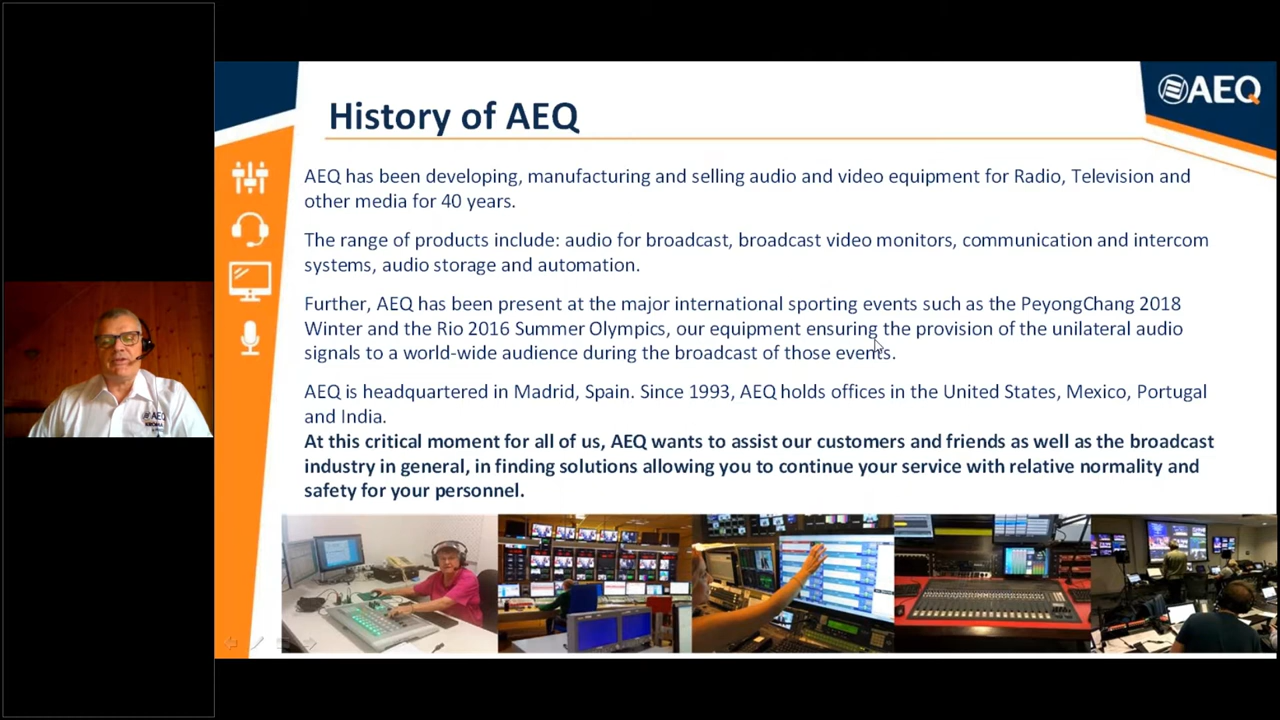 History of AEQ
AEQ
AEQ has been developing, manufacturing and selling audio and video equipment for Radio, Television and
other media for 40 years.
The range of products include: audio for broadcast, broadcast video monitors, communication and intercom
systems, audio storage and automation.
Further, AEQ has been present at the major international sporting events such as the PeyongChang 2018
Winter and the Rio 2016 Summer Olympics, our equipment ensuring the provision of the unilateral audio
signals to a world-wide audience during the broadcast of those events.
AEQ is headquartered in Madrid, Spain. Since 1993, AEQ holds offices in the United States, Mexico, Portugal
and India.
At this critical moment for all of us, AEQ wants to assist our customers and friends as well as the broadcast
industry in general, in finding solutions allowing you to continue your service with relative normality and
safety for your personnel.
AEQ